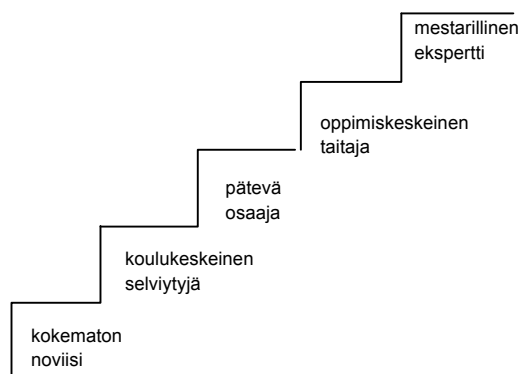 mestarillinen
ekspertti
oppimiskeskeinen
taitaja
pätevä
osaaja
koulukeskeinen
selviytyjä
kokematon
noviisi